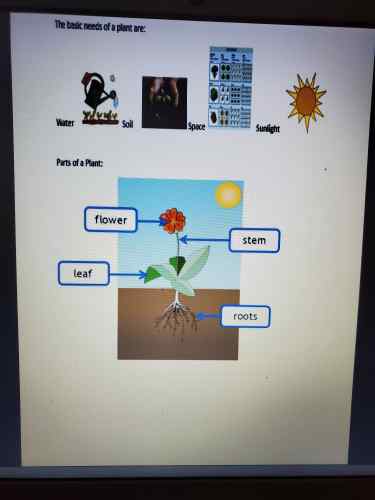 The basic needs of a plant are:
Water Soil Space Sunlight
Parts of a Plant:
flower
stem
leaf
roots